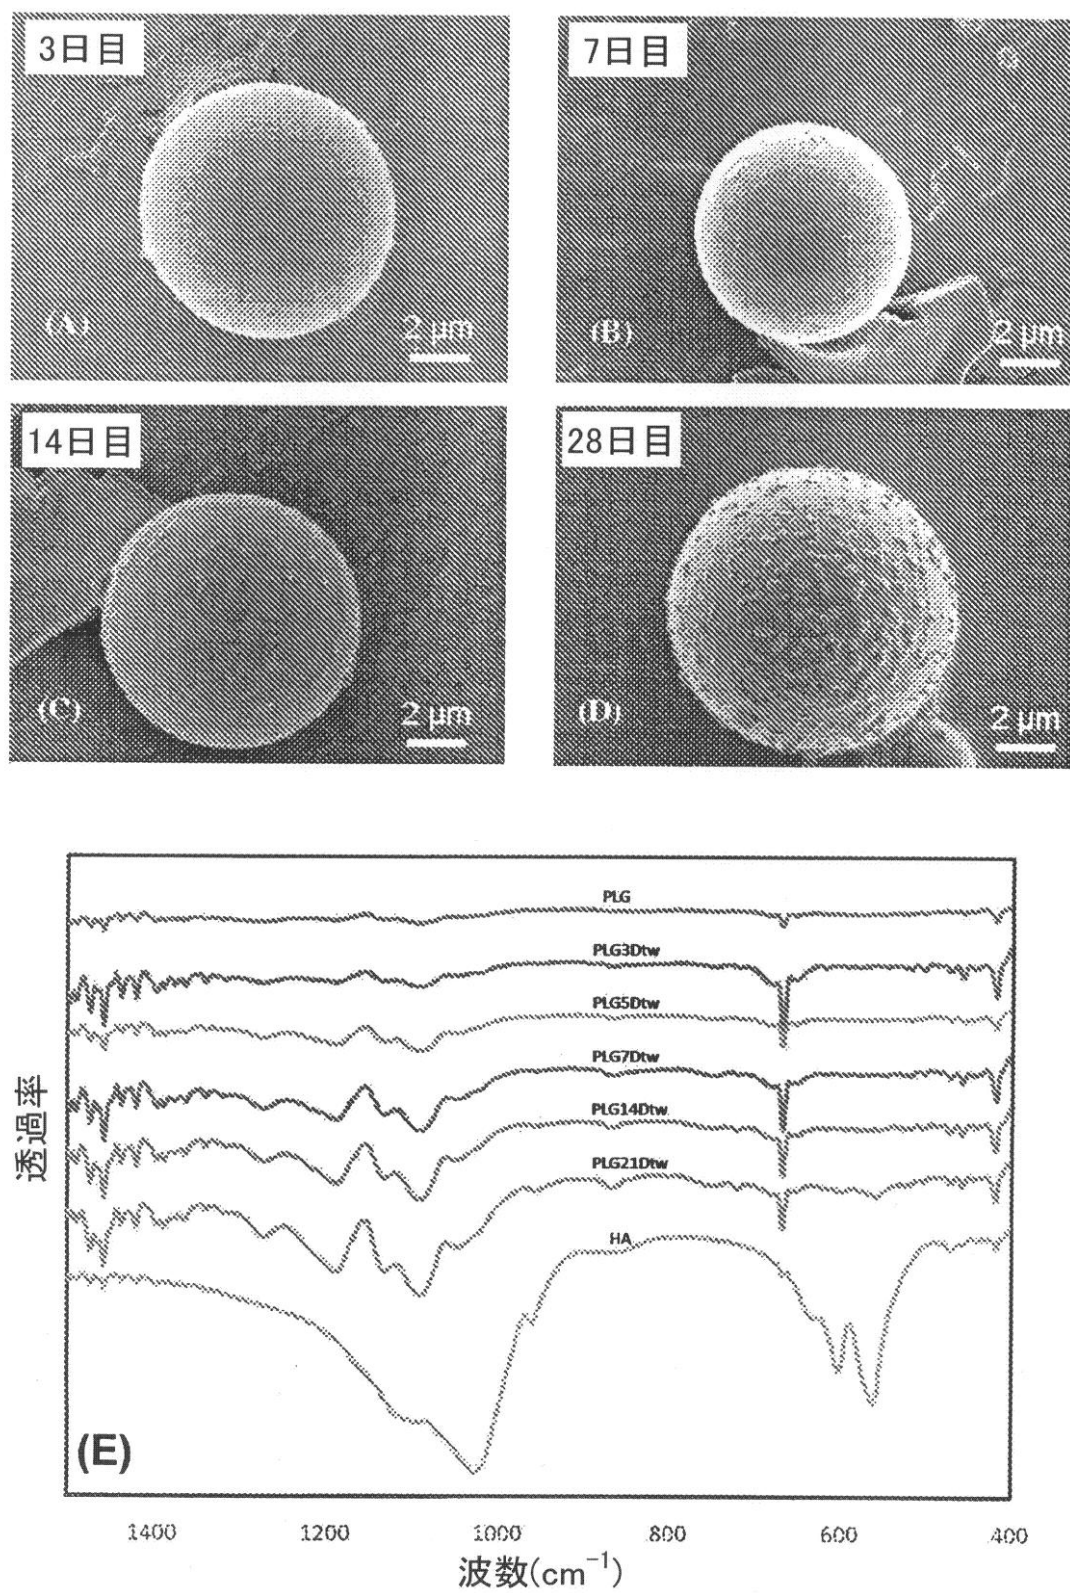 3日目
7日目
(A)
2 µm
(B)
2 µm
14日目
28日目
(C)
2 µm
(D)
2 µm
PLG
PLG3Dtw
PLG5Dtw
PLG7Dtw
PLG14Dtw
PLG21Dtw
HA
透過率
(E)
1400 1200 1000 800 600 400
波数(cm⁻¹)